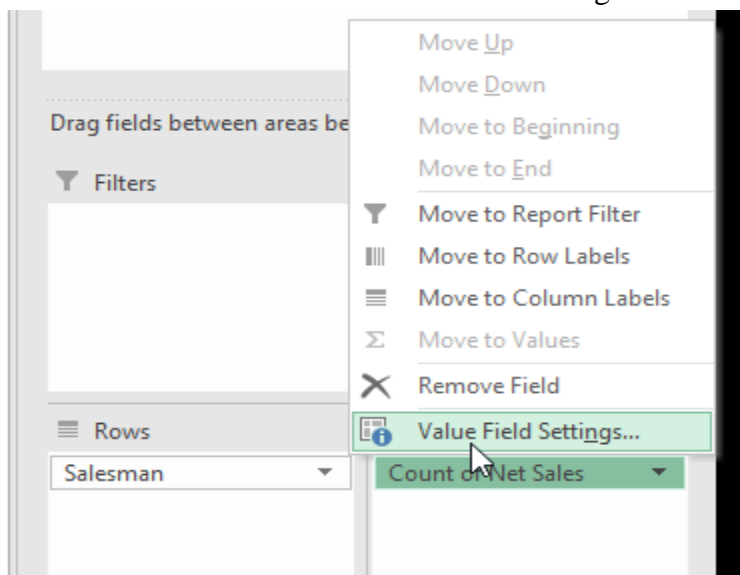 Move Up
Move Down
Drag fields between areas be
Move to Beginning
Move to End
Filters
Move to Report Filter
Move to Row Labels
Move to Column Labels
Σ Move to Values
Remove Field
Rows
Value Field Settings...
Salesman
Count of Net Sales